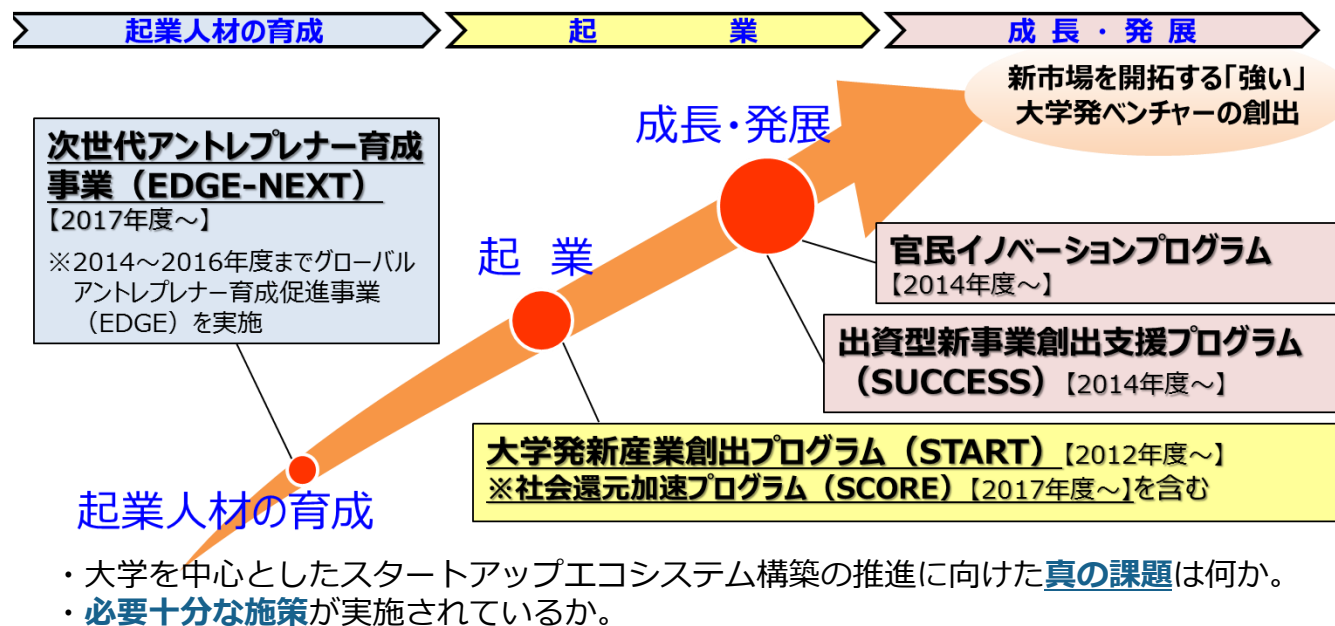 起業人材の育成
起　　業
成 長 ・ 発 展
新市場を開拓する「強い」
大学発ベンチャーの創出
成長・発展
次世代アントレプレナー育成
事業（EDGE-NEXT）
【2017年度～】
※2014～2016年度までグローバル
アントレプレナー育成促進事業
（EDGE）を実施
起　業
官民イノベーションプログラム
【2014年度～】
出資型新事業創出支援プログラム
（SUCCESS）【2014年度～】
大学発新産業創出プログラム（START）【2012年度～】
※社会還元加速プログラム（SCORE）【2017年度～】を含む
起業人材の育成
・大学を中心としたスタートアップエコシステム構築の推進に向けた真の課題は何か。
・必要十分な施策が実施されているか。